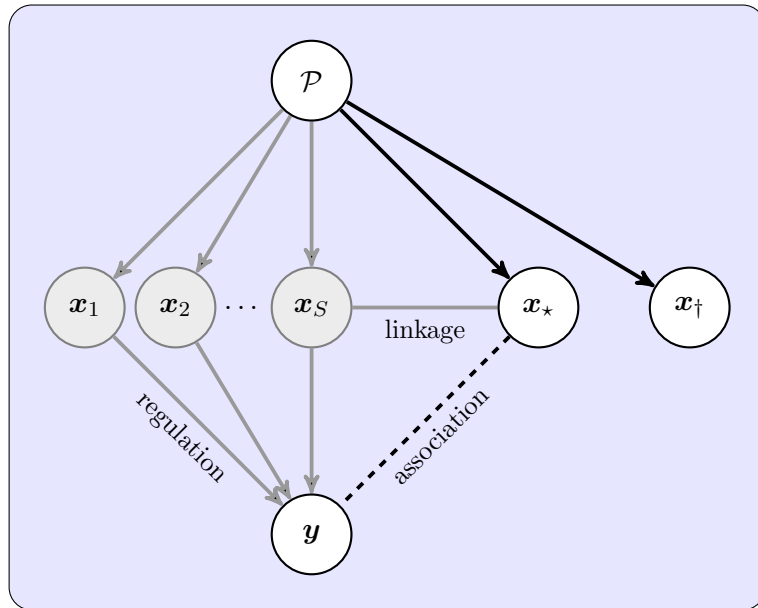 𝒫
𝒙₁ 𝒙₂ ⋯ 𝒙_S 𝒙⋆ 𝒙†
linkage
regulation
association
𝒚